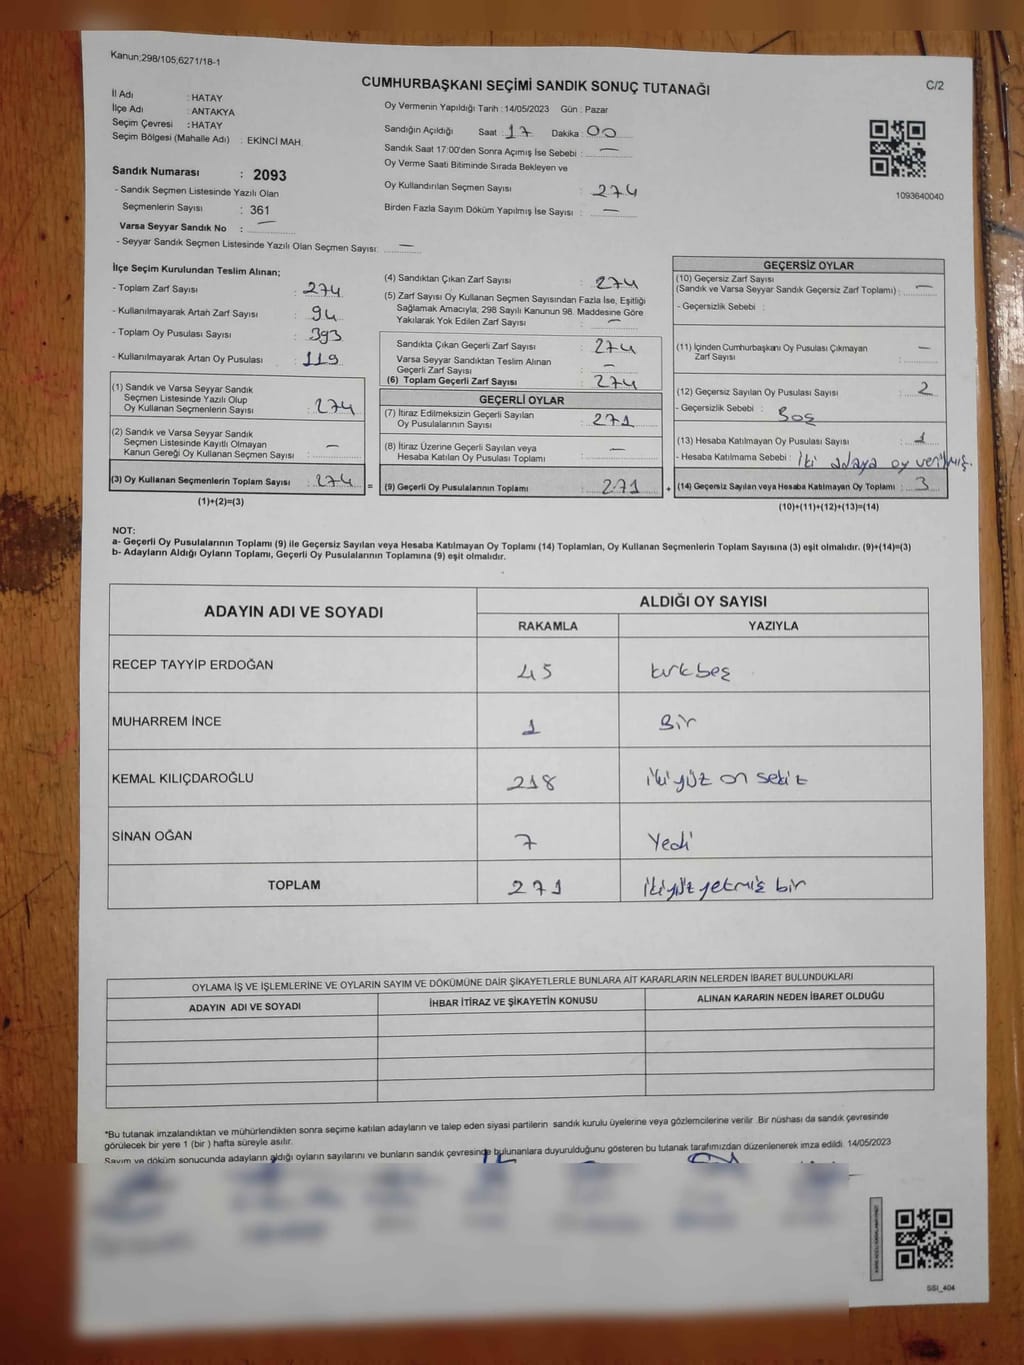 Kanun;298/105;6271/18-1
CUMHURBAŞKANI SEÇİMİ SANDIK SONUÇ TUTANAĞI
C/2
İl Adı : HATAY
İlçe Adı : ANTAKYA
Seçim Çevresi : HATAY
Seçim Bölgesi (Mahalle Adı) : EKİNCİ MAH.
Sandık Numarası : 2093
- Sandık Seçmen Listesinde Yazılı Olan
Seçmenlerin Sayısı : 361
Varsa Seyyar Sandık No : —
- Seyyar Sandık Seçmen Listesinde Yazılı Olan Seçmen Sayısı: —
Oy Vermenin Yapıldığı Tarih : 14/05/2023 Gün : Pazar
Sandığın Açıldığı Saat : 17 Dakika : 00
Sandık Saat 17:00'den Sonra Açımış İse Sebebi : —
Oy Verme Saati Bitiminde Sırada Bekleyen ve
Oy Kullandırılan Seçmen Sayısı : 274
Birden Fazla Sayım Döküm Yapılmış İse Sayısı : —
1093640040
İlçe Seçim Kurulundan Teslim Alınan;
- Toplam Zarf Sayısı : 274
- Kullanılmayarak Artan Zarf Sayısı : 94
- Toplam Oy Pusulası Sayısı : 393
- Kullanılmayarak Artan Oy Pusulası : 119
(1) Sandık ve Varsa Seyyar Sandık
Seçmen Listesinde Yazılı Olup
Oy Kullanan Seçmenlerin Sayısı : 274
(2) Sandık ve Varsa Seyyar Sandık
Seçmen Listesinde Kayıtlı Olmayan
Kanun Gereği Oy Kullanan Seçmen Sayısı : —
(3) Oy Kullanan Seçmenlerin Toplam Sayısı : 274 =
(1)+(2)=(3)
(4) Sandıktan Çıkan Zarf Sayısı : 274
(5) Zarf Sayısı Oy Kullanan Seçmen Sayısından Fazla İse, Eşitliği
Sağlamak Amacıyla; 298 Sayılı Kanunun 98. Maddesine Göre
Yakılarak Yok Edilen Zarf Sayısı : —
Sandıkta Çıkan Geçerli Zarf Sayısı : 274
Varsa Seyyar Sandıktan Teslim Alınan
Geçerli Zarf Sayısı : —
(6) Toplam Geçerli Zarf Sayısı : 274
GEÇERLİ OYLAR
(7) İtiraz Edilmeksizin Geçerli Sayılan
Oy Pusulalarının Sayısı : 271
(8) İtiraz Üzerine Geçerli Sayılan veya
Hesaba Katılan Oy Pusulası Toplamı : —
(9) Geçerli Oy Pusulalarının Toplamı : 271 +
GEÇERSİZ OYLAR
(10) Geçersiz Zarf Sayısı
(Sandık ve Varsa Seyyar Sandık Geçersiz Zarf Toplamı) : —
- Geçersizlik Sebebi :
(11) İçinden Cumhurbaşkanı Oy Pusulası Çıkmayan
Zarf Sayısı : —
(12) Geçersiz Sayılan Oy Pusulası Sayısı : 2
- Geçersizlik Sebebi : Boş
(13) Hesaba Katılmayan Oy Pusulası Sayısı : 1
- Hesaba Katılmama Sebebi : İki adaya oy verilmiş.
(14) Geçersiz Sayılan veya Hesaba Katılmayan Oy Toplamı : 3
(10)+(11)+(12)+(13)=(14)
NOT:
a- Geçerli Oy Pusulalarının Toplamı (9) ile Geçersiz Sayılan veya Hesaba Katılmayan Oy Toplamı (14) Toplamları, Oy Kullanan Seçmenlerin Toplam Sayısına (3) eşit olmalıdır. (9)+(14)=(3)
b- Adayların Aldığı Oyların Toplamı, Geçerli Oy Pusulalarının Toplamına (9) eşit olmalıdır.
ADAYIN ADI VE SOYADI
ALDIĞI OY SAYISI
RAKAMLA YAZIYLA
RECEP TAYYİP ERDOĞAN 45 kırkbeş
MUHARREM İNCE 1 Bir
KEMAL KILIÇDAROĞLU 218 ikiyüz on sekiz
SİNAN OĞAN 7 Yedi
TOPLAM 271 ikiyüz yetmiş bir
OYLAMA İŞ VE İŞLEMLERİNE VE OYLARIN SAYIM VE DÖKÜMÜNE DAİR ŞİKAYETLERLE BUNLARA AİT KARARLARIN NELERDEN İBARET BULUNDUKLARI
ADAYIN ADI VE SOYADI İHBAR İTİRAZ VE ŞİKAYETİN KONUSU ALINAN KARARIN NEDEN İBARET OLDUĞU
*Bu tutanak imzalandıktan ve mühürlendikten sonra seçime katılan adayların ve talep eden siyasi partilerin sandık kurulu üyelerine veya gözlemcilerine verilir. Bir nüshası da sandık çevresinde
görülecek bir yere 1 (bir ) hafta süreyle asılır.
Sayım ve döküm sonucunda adayların aldığı oyların sayılarını ve bunların sandık çevresinde bulunanlara duyurulduğunu gösteren bu tutanak tarafımızdan düzenlenerek imza edildi. 14/05/2023
SSI_404